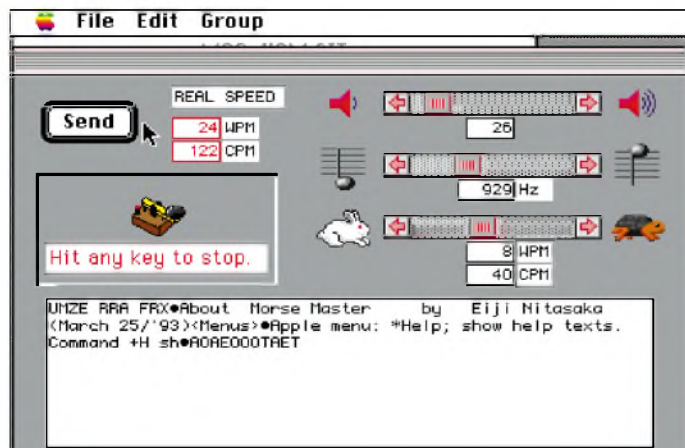 File Edit Group
REAL SPEED
Send
24 WPM
122 CPM
26
929 Hz
Hit any key to stop.
8 WPM
40 CPM
UMZE RRA FRX●About Morse Master by Eiji Nitasaka
(March 25/'93)<Menus>●Apple menu: *Help; show help texts.
Command +H sh●AOAEOOOTAET